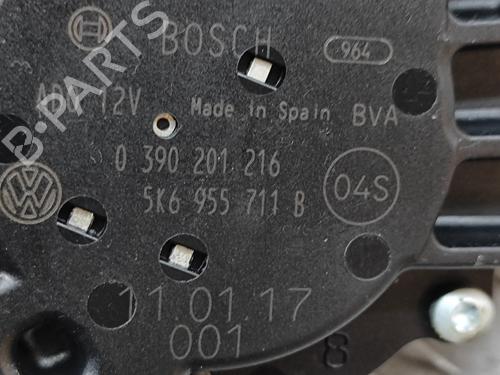 BOSCH
964
12V Made in Spain BVA
0 390 201 216
5K6 955 711 B
04S
11.01.17
001
8
B-PARTS